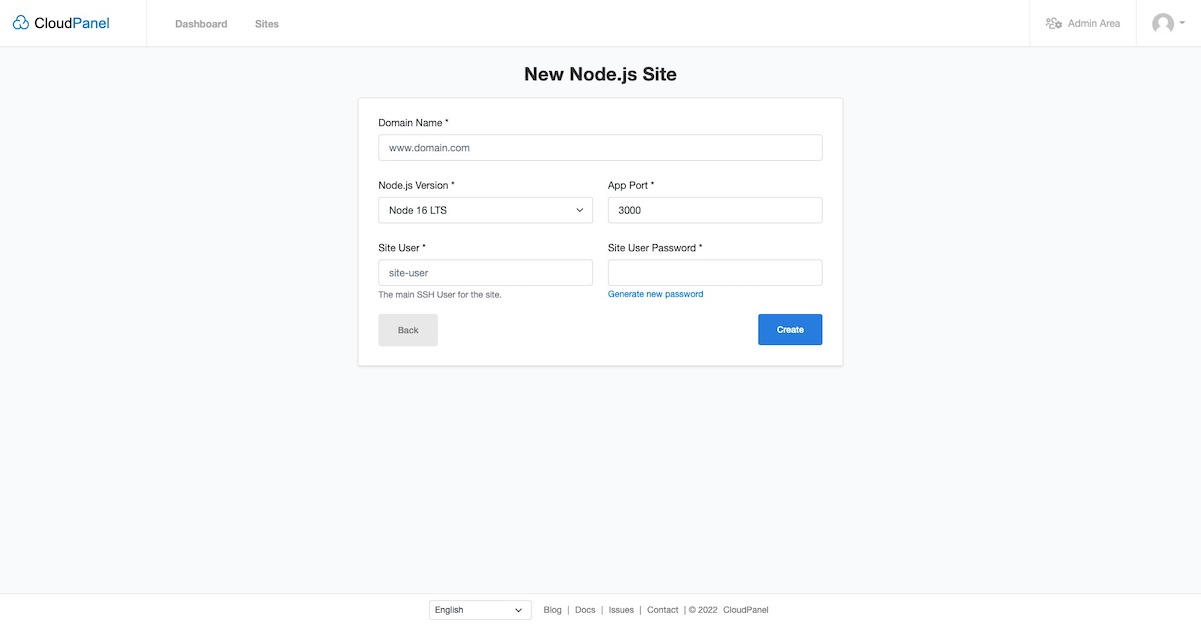 CloudPanel Dashboard Sites Admin Area
New Node.js Site
Domain Name *
www.domain.com
Node.js Version * App Port *
Node 16 LTS 3000
Site User * Site User Password *
site-user
The main SSH User for the site. Generate new password
Back Create
English Blog | Docs | Issues | Contact | © 2022 CloudPanel